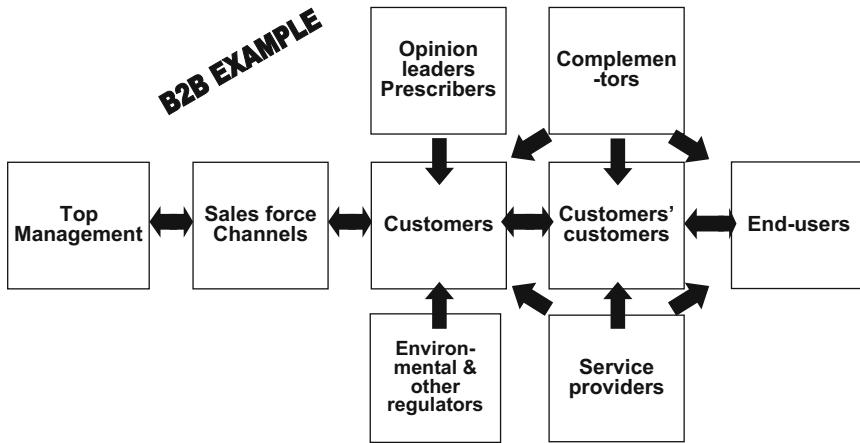 B2B EXAMPLE
Opinion
leaders
Prescribers
Complemen
-tors
Top
Management
Sales force
Channels
Customers
Customers’
customers
End-users
Environ-
mental &
other
regulators
Service
providers